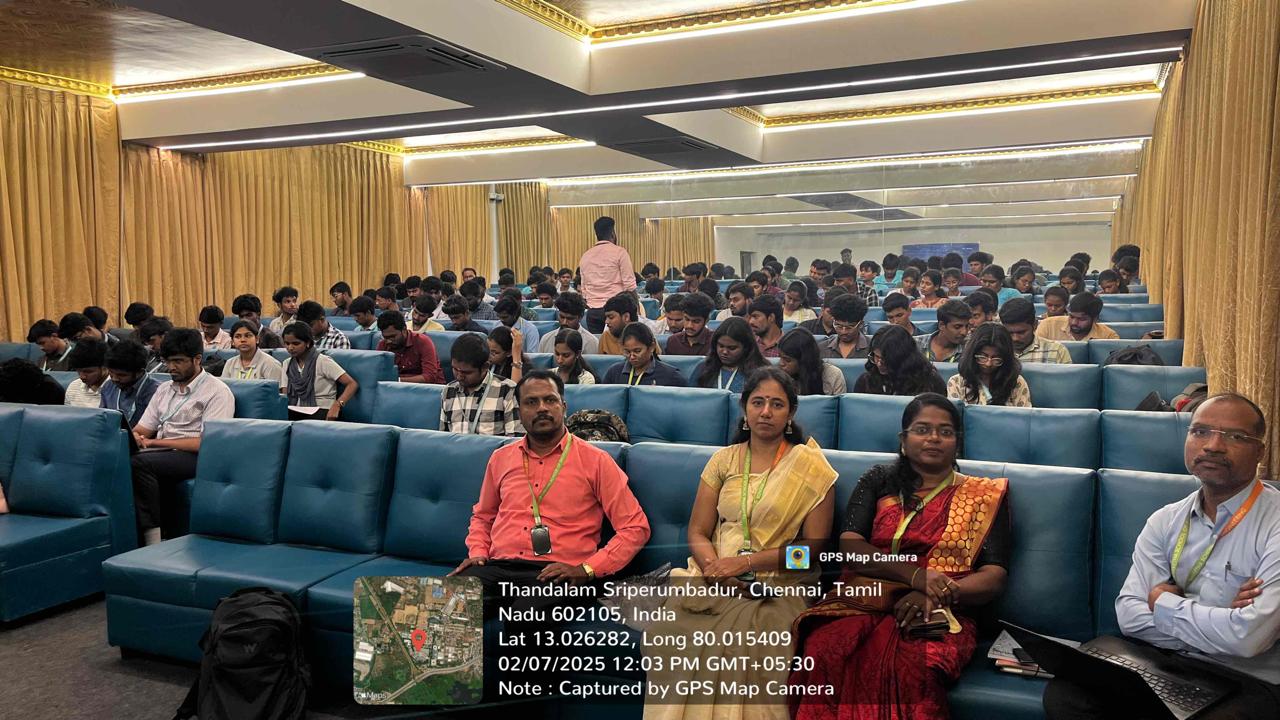 GPS Map Camera
Thandalam Sriperumbadur, Chennai, Tamil
Nadu 602105, India
Lat 13.026282, Long 80.015409
02/07/2025 12:03 PM GMT+05:30
Note : Captured by GPS Map Camera
Maps